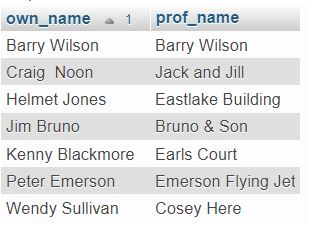 own_name 1 prof_name
Barry Wilson Barry Wilson
Craig  Noon Jack and Jill
Helmet Jones Eastlake Building
Jim Bruno Bruno & Son
Kenny Blackmore Earls Court
Peter Emerson Emerson Flying Jet
Wendy Sullivan Cosey Here